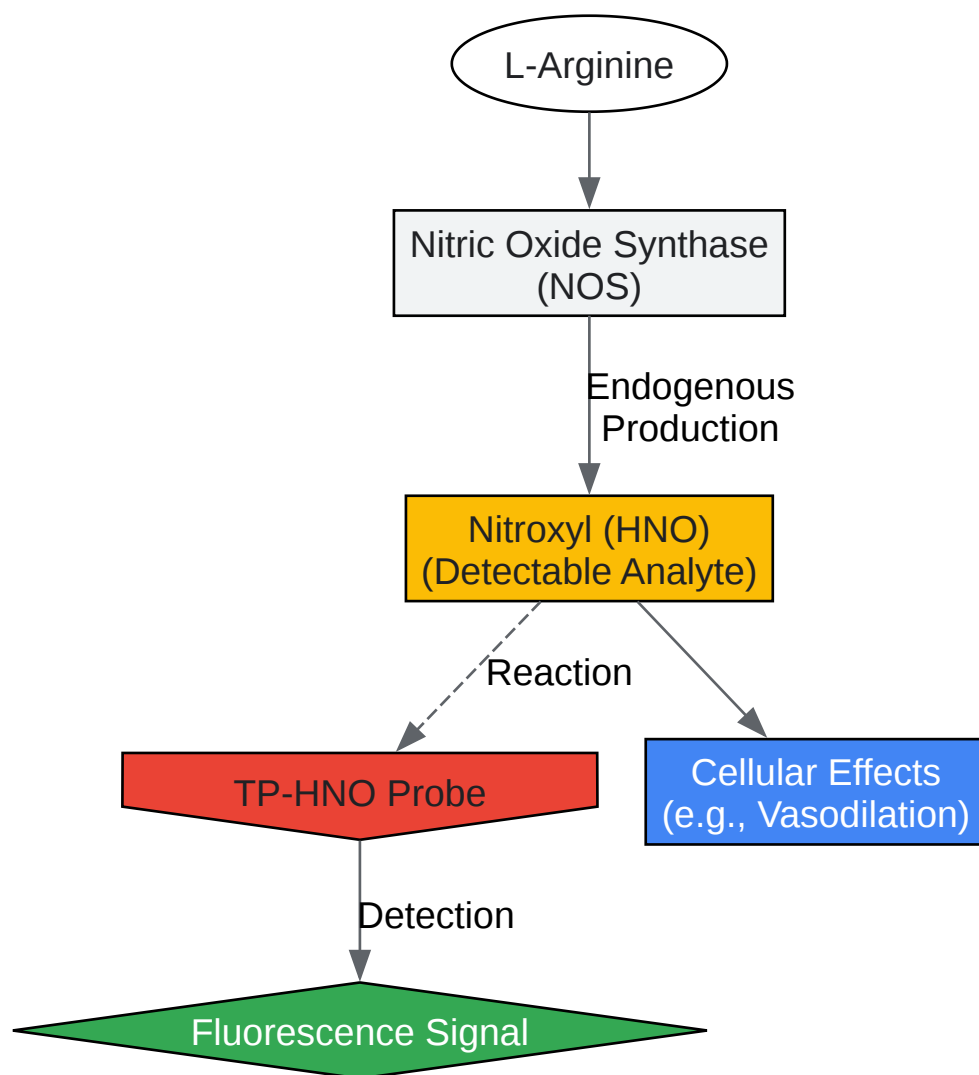 L-Arginine
Nitric Oxide Synthase
(NOS)
Endogenous
Production
Nitroxyl (HNO)
(Detectable Analyte)
Reaction
TP-HNO Probe
Cellular Effects
(e.g., Vasodilation)
Detection
Fluorescence Signal